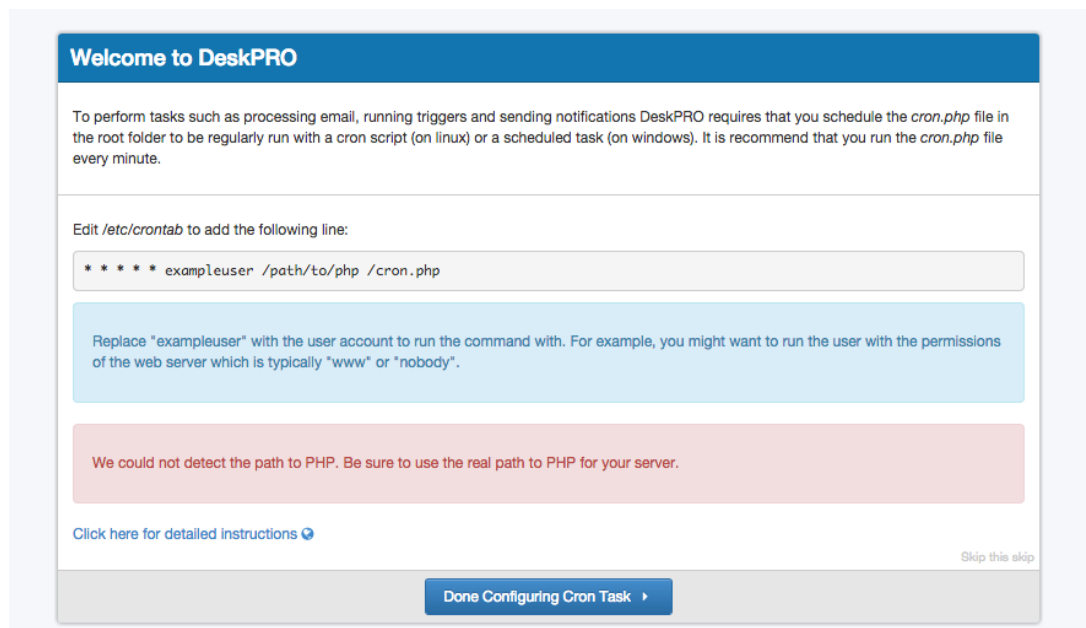 Welcome to DeskPRO
To perform tasks such as processing email, running triggers and sending notifications DeskPRO requires that you schedule the cron.php file in
the root folder to be regularly run with a cron script (on linux) or a scheduled task (on windows). It is recommend that you run the cron.php file
every minute.
Edit /etc/crontab to add the following line:
* * * * * exampleuser /path/to/php /cron.php
Replace "exampleuser" with the user account to run the command with. For example, you might want to run the user with the permissions
of the web server which is typically "www" or "nobody".
We could not detect the path to PHP. Be sure to use the real path to PHP for your server.
Click here for detailed instructions
Skip this skip
Done Configuring Cron Task